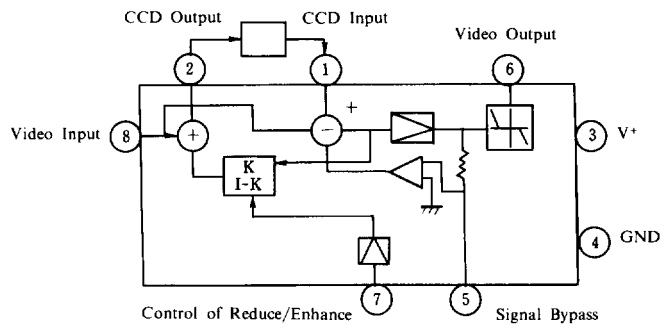 CCD Output
CCD Input
2
1
Video Output
6
Video Input
8
+
−
+
3
V+
K
I-K
4
GND
Control of Reduce/Enhance
7
5
Signal Bypass